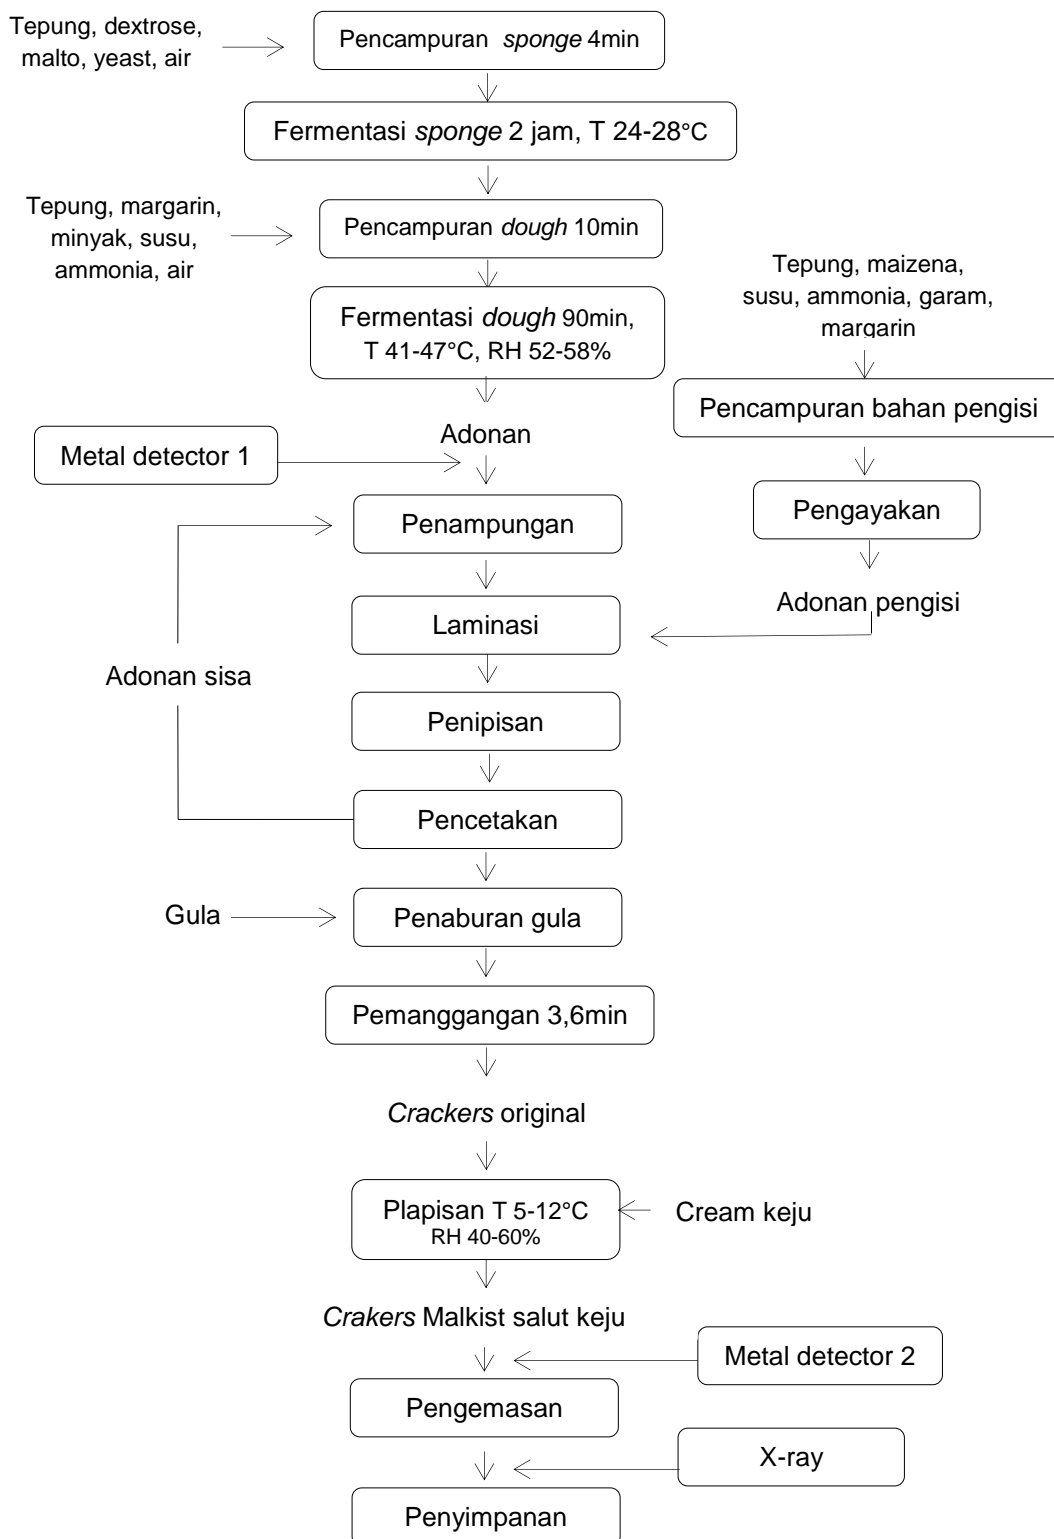 Tepung, dextrose,
malto, yeast, air
Pencampuran sponge 4min
Fermentasi sponge 2 jam, T 24-28°C
Tepung, margarin,
minyak, susu,
ammonia, air
Pencampuran dough 10min
Fermentasi dough 90min,
T 41-47°C, RH 52-58%
Tepung, maizena,
susu, ammonia, garam,
margarin
Pencampuran bahan pengisi
Adonan
Metal detector 1
Pengayakan
Penampungan
Adonan pengisi
Laminasi
Adonan sisa
Penipisan
Pencetakan
Gula
Penaburan gula
Pemanggangan 3,6min
Crackers original
Plapisan T 5-12°C
RH 40-60%
Cream keju
Crakers Malkist salut keju
Metal detector 2
Pengemasan
X-ray
Penyimpanan